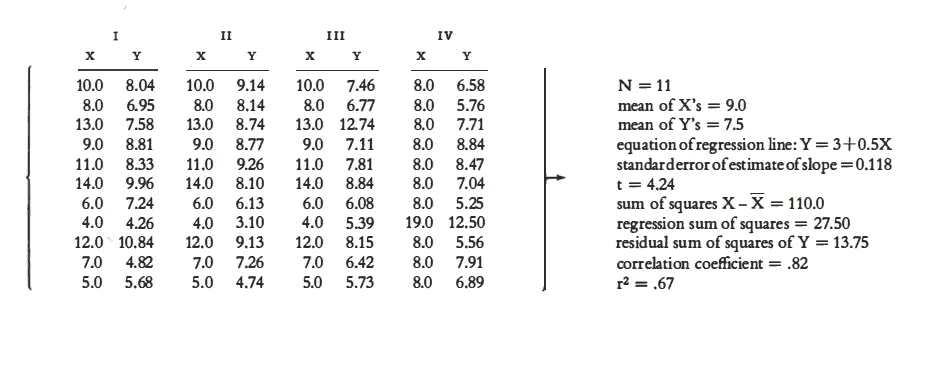 I II III IV
X Y X Y X Y X Y
10.0 8.04 10.0 9.14 10.0 7.46 8.0 6.58
8.0 6.95 8.0 8.14 8.0 6.77 8.0 5.76
13.0 7.58 13.0 8.74 13.0 12.74 8.0 7.71
9.0 8.81 9.0 8.77 9.0 7.11 8.0 8.84
11.0 8.33 11.0 9.26 11.0 7.81 8.0 8.47
14.0 9.96 14.0 8.10 14.0 8.84 8.0 7.04
6.0 7.24 6.0 6.13 6.0 6.08 8.0 5.25
4.0 4.26 4.0 3.10 4.0 5.39 19.0 12.50
12.0 10.84 12.0 9.13 12.0 8.15 8.0 5.56
7.0 4.82 7.0 7.26 7.0 6.42 8.0 7.91
5.0 5.68 5.0 4.74 5.0 5.73 8.0 6.89
N = 11
mean of X's = 9.0
mean of Y's = 7.5
equation of regression line: Y = 3+0.5X
standard error of estimate of slope = 0.118
t = 4.24
sum of squares X – X̅ = 110.0
regression sum of squares = 27.50
residual sum of squares of Y = 13.75
correlation coefficient = .82
r² = .67